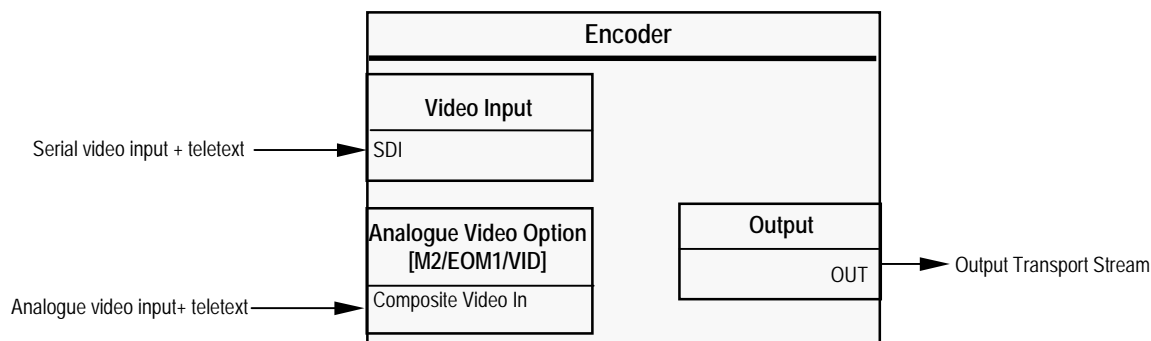 Encoder
Video Input
Serial video input + teletext
SDI
Analogue Video Option
[M2/EOM1/VID]
Output
OUT
Output Transport Stream
Analogue video input+ teletext
Composite Video In